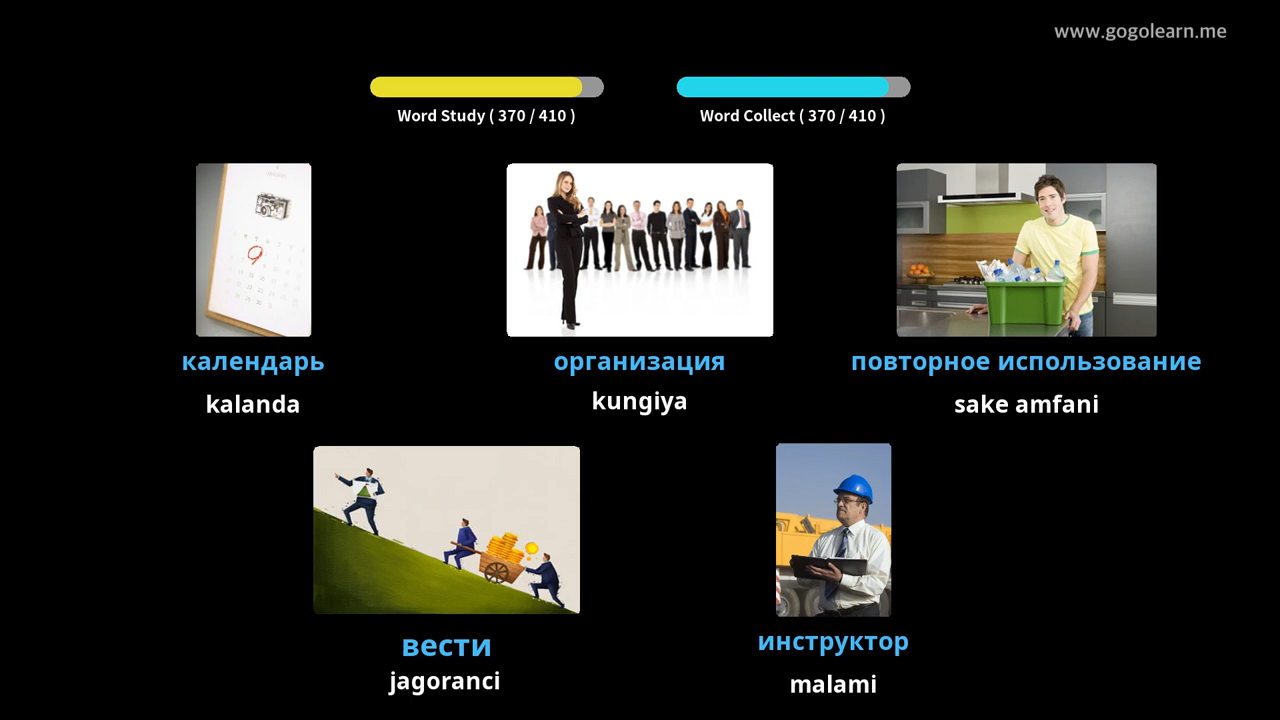 www.gogolearn.me
Word Study ( 370 / 410 )
Word Collect ( 370 / 410 )
календарь
организация
повторное использование
kalanda
kungiya
sake amfani
вести
инструктор
jagoranci
malami